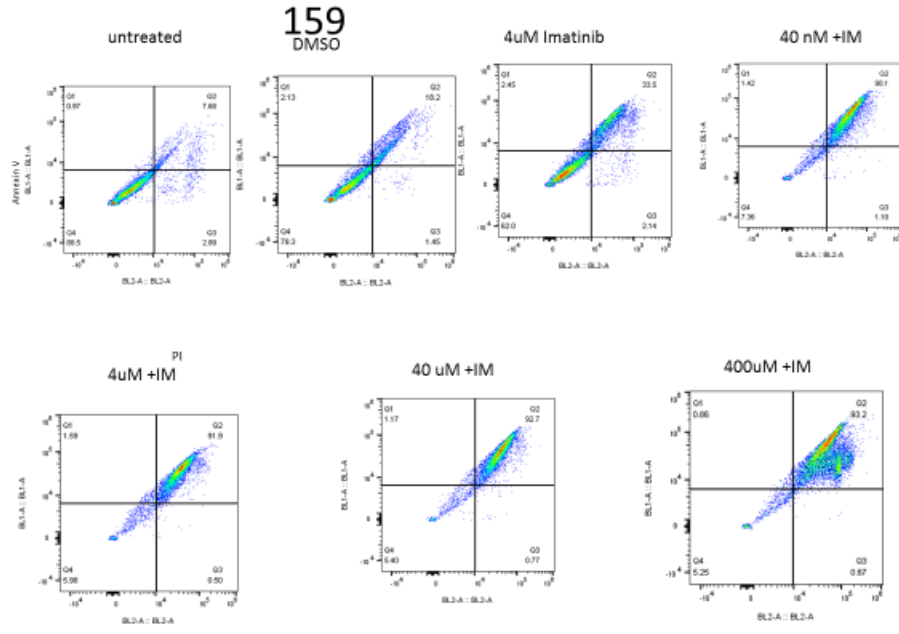 159
untreated
DMSO
4uM Imatinib
40 nM +IM
Q1
0.97
Q2
7.68
Q4
88.5
Q3
2.89
Annexin V
BL1-A :: BL1-A
BL2-A :: BL2-A
Q1
2.13
Q2
Q4
79.3
Q3
1.45
BL1-A :: BL1-A
BL2-A :: BL2-A
Q1
2.45
Q2
33.5
Q4
62.0
Q3
2.14
BL1-A :: BL1-A
BL2-A :: BL2-A
Q1
1.42
Q2
90.1
Q4
7.36
Q3
1.10
BL1-A :: BL1-A
BL2-A :: BL2-A
PI
4uM +IM
40 uM +IM
400uM +IM
Q1
1.59
Q2
91.9
Q4
5.98
Q3
0.50
BL1-A :: BL1-A
BL2-A :: BL2-A
Q1
1.17
Q2
92.7
Q4
5.40
Q3
0.77
BL1-A :: BL1-A
BL2-A :: BL2-A
Q1
0.86
Q2
93.2
Q4
5.25
Q3
0.67
BL1-A :: BL1-A
BL2-A :: BL2-A